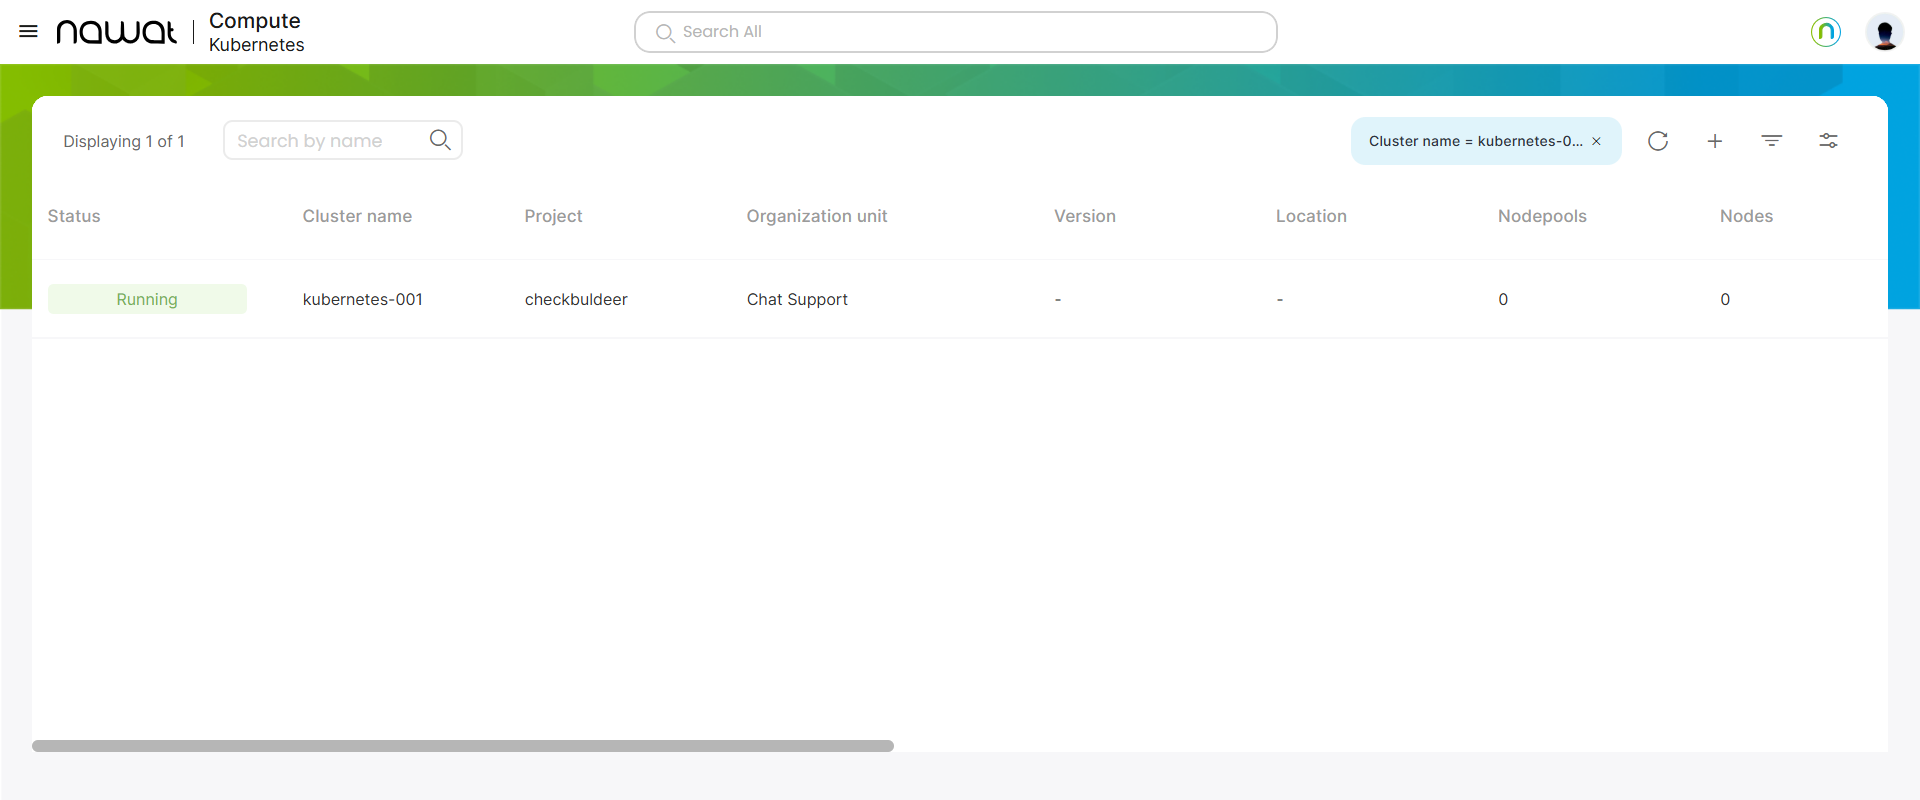 nawat
Compute
Kubernetes
Search All
n
Displaying 1 of 1
Search by name
Cluster name = kubernetes-0... ×
Status Cluster name Project Organization unit Version Location Nodepools Nodes
Running kubernetes-001 checkbuldeer Chat Support - - 0 0